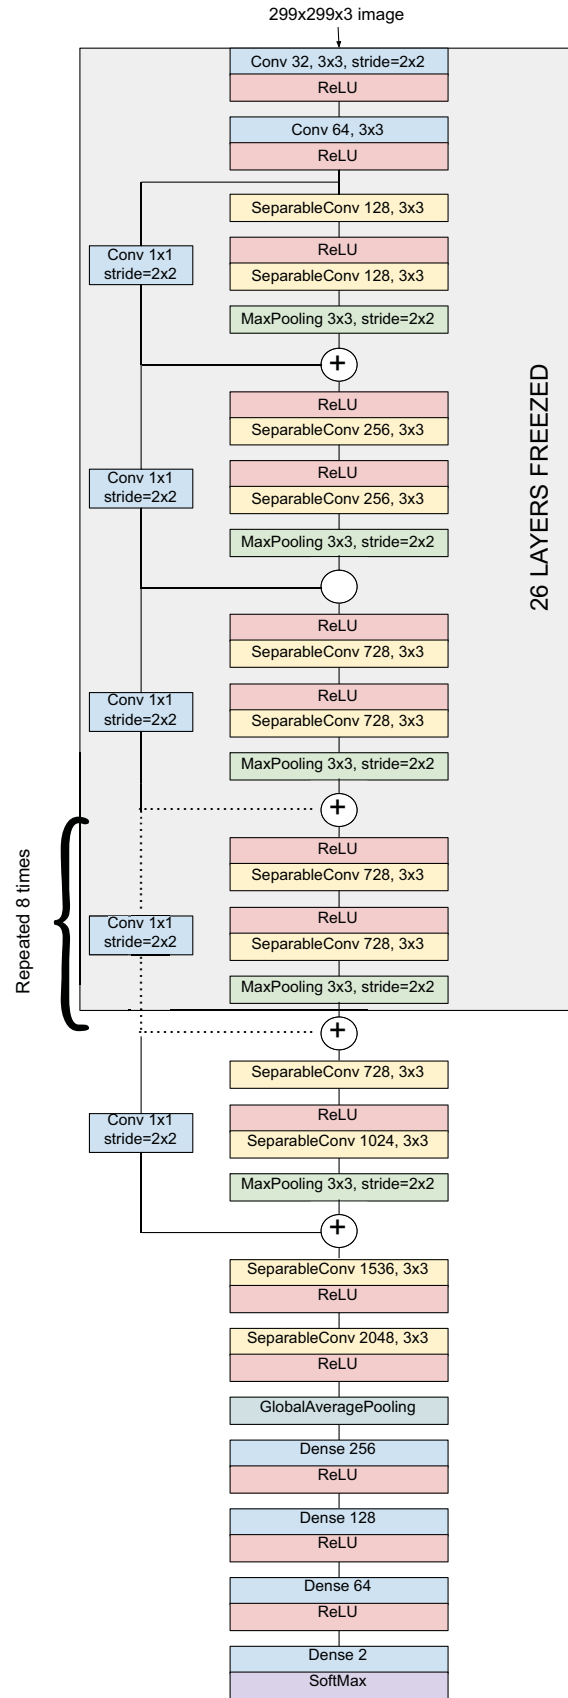 299x299x3 image
Conv 32, 3x3, stride=2x2
ReLU
Conv 64, 3x3
ReLU
SeparableConv 128, 3x3
Conv 1x1
stride=2x2
ReLU
SeparableConv 128, 3x3
MaxPooling 3x3, stride=2x2
+
ReLU
SeparableConv 256, 3x3
Conv 1x1
stride=2x2
ReLU
SeparableConv 256, 3x3
MaxPooling 3x3, stride=2x2
26 LAYERS FREEZED
ReLU
SeparableConv 728, 3x3
Conv 1x1
stride=2x2
ReLU
SeparableConv 728, 3x3
MaxPooling 3x3, stride=2x2
+
Repeated 8 times
ReLU
SeparableConv 728, 3x3
Conv 1x1
stride=2x2
ReLU
SeparableConv 728, 3x3
MaxPooling 3x3, stride=2x2
+
SeparableConv 728, 3x3
Conv 1x1
stride=2x2
ReLU
SeparableConv 1024, 3x3
MaxPooling 3x3, stride=2x2
+
SeparableConv 1536, 3x3
ReLU
SeparableConv 2048, 3x3
ReLU
GlobalAveragePooling
Dense 256
ReLU
Dense 128
ReLU
Dense 64
ReLU
Dense 2
SoftMax